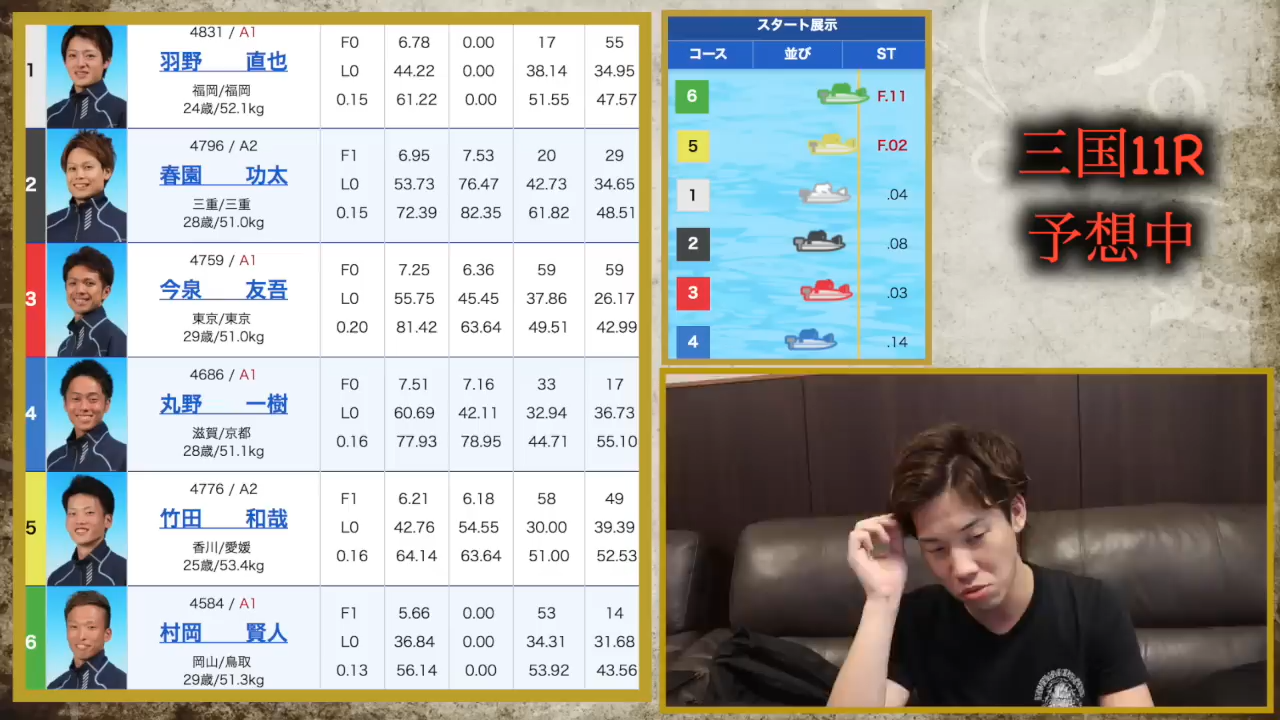 1
4831 / A1
羽野 直也
福岡/福岡
24歳/52.1kg
F0 6.78 0.00 17 55
L0 44.22 0.00 38.14 34.95
0.15 61.22 0.00 51.55 47.57
2
4796 / A2
春園 功太
三重/三重
28歳/51.0kg
F1 6.95 7.53 20 29
L0 53.73 76.47 42.73 34.65
0.15 72.39 82.35 61.82 48.51
3
4759 / A1
今泉 友吾
東京/東京
29歳/51.0kg
F0 7.25 6.36 59 59
L0 55.75 45.45 37.86 26.17
0.20 81.42 63.64 49.51 42.99
4
4686 / A1
丸野 一樹
滋賀/京都
28歳/51.1kg
F0 7.51 7.16 33 17
L0 60.69 42.11 32.94 36.73
0.16 77.93 78.95 44.71 55.10
5
4776 / A2
竹田 和哉
香川/愛媛
25歳/53.4kg
F1 6.21 6.18 58 49
L0 42.76 54.55 30.00 39.39
0.16 64.14 63.64 51.00 52.53
6
4584 / A1
村岡 賢人
岡山/鳥取
29歳/51.3kg
F1 5.66 0.00 53 14
L0 36.84 0.00 34.31 31.68
0.13 56.14 0.00 53.92 43.56
スタート展示
コース 並び ST
6 F.11
5 F.02
1 .04
2 .08
3 .03
4 .14
三国11R
予想中